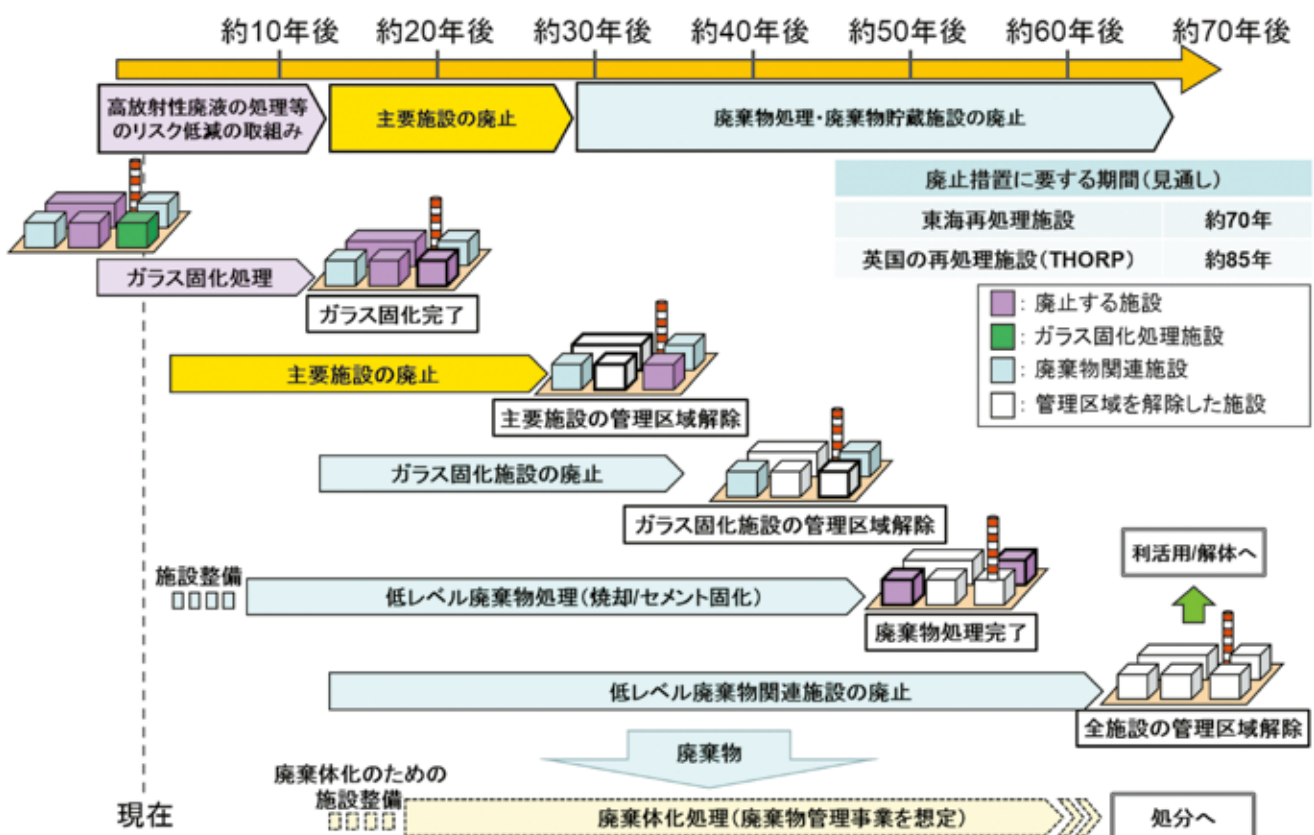 約10年後
約20年後
約30年後
約40年後
約50年後
約60年後
約70年後
高放射性廃液の処理等
のリスク低減の取組み
主要施設の廃止
廃棄物処理・廃棄物貯蔵施設の廃止
廃止措置に要する期間(見通し)
東海再処理施設
約70年
英国の再処理施設(THORP)
約85年
：廃止する施設
：ガラス固化処理施設
：廃棄物関連施設
：管理区域を解除した施設
ガラス固化処理
ガラス固化完了
主要施設の廃止
主要施設の管理区域解除
ガラス固化施設の廃止
ガラス固化施設の管理区域解除
施設整備
低レベル廃棄物処理(焼却/セメント固化)
廃棄物処理完了
利活用/解体へ
低レベル廃棄物関連施設の廃止
全施設の管理区域解除
廃棄物
廃棄体化のための
施設整備
廃棄体化処理(廃棄物管理事業を想定)
処分へ
現在